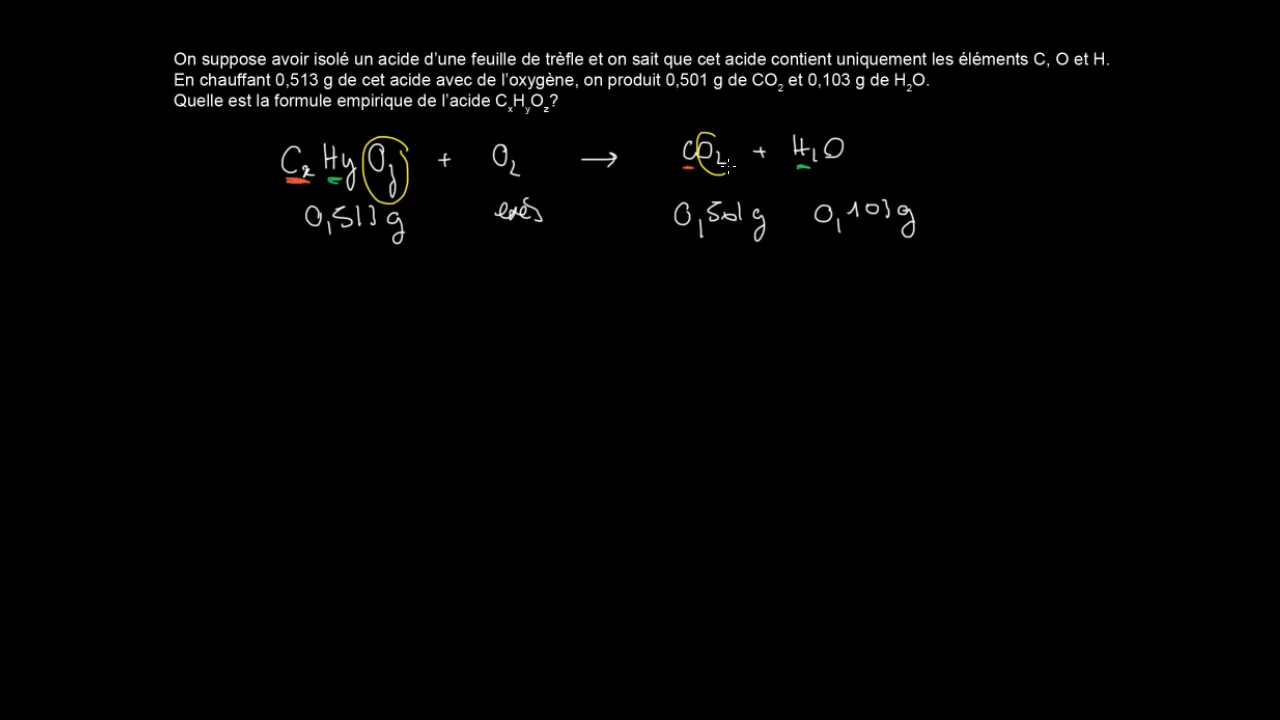 On suppose avoir isolé un acide d'une feuille de trèfle et on sait que cet acide contient uniquement les éléments C, O et H.
En chauffant 0,513 g de cet acide avec de l'oxygène, on produit 0,501 g de CO₂ et 0,103 g de H₂O.
Quelle est la formule empirique de l'acide CxHyOz?
CxHyOz + O₂ → CO₂ + H₂O
0,513 g excès 0,501 g 0,103 g